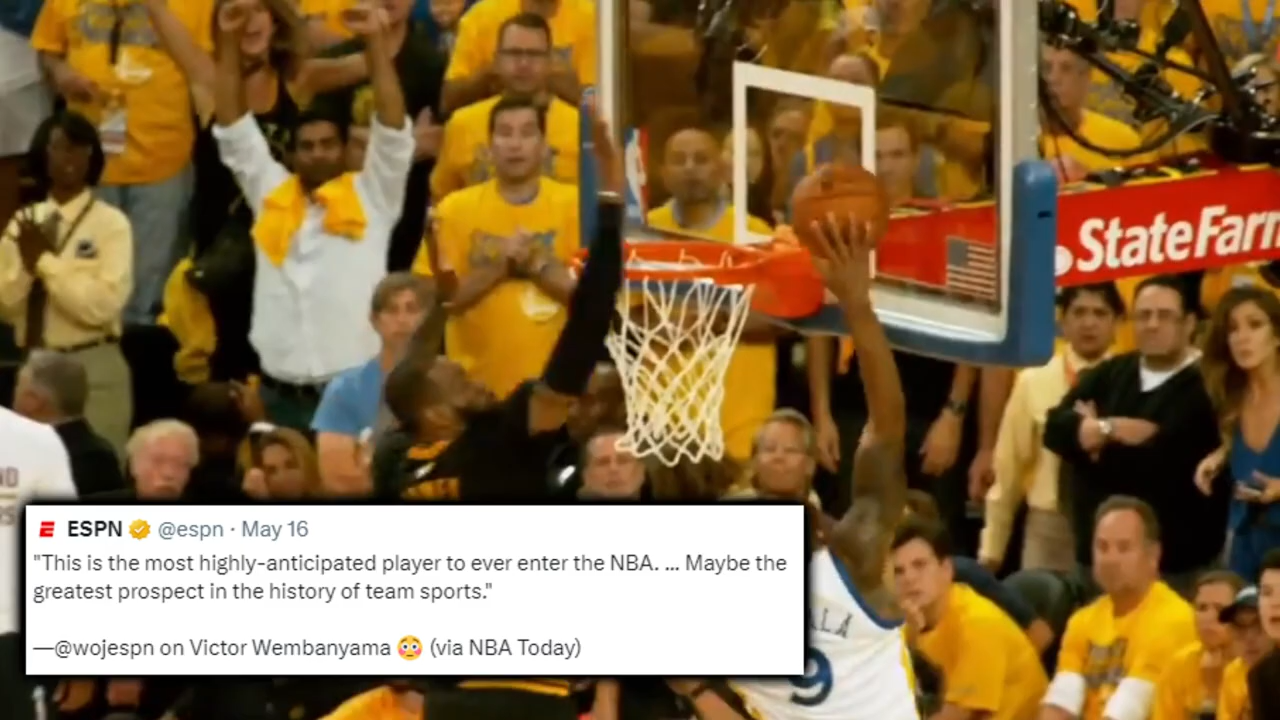 StateFarm
ESPN @espn · May 16
"This is the most highly-anticipated player to ever enter the NBA. ... Maybe the
greatest prospect in the history of team sports."
—@wojespn on Victor Wembanyama 😳 (via NBA Today)
9